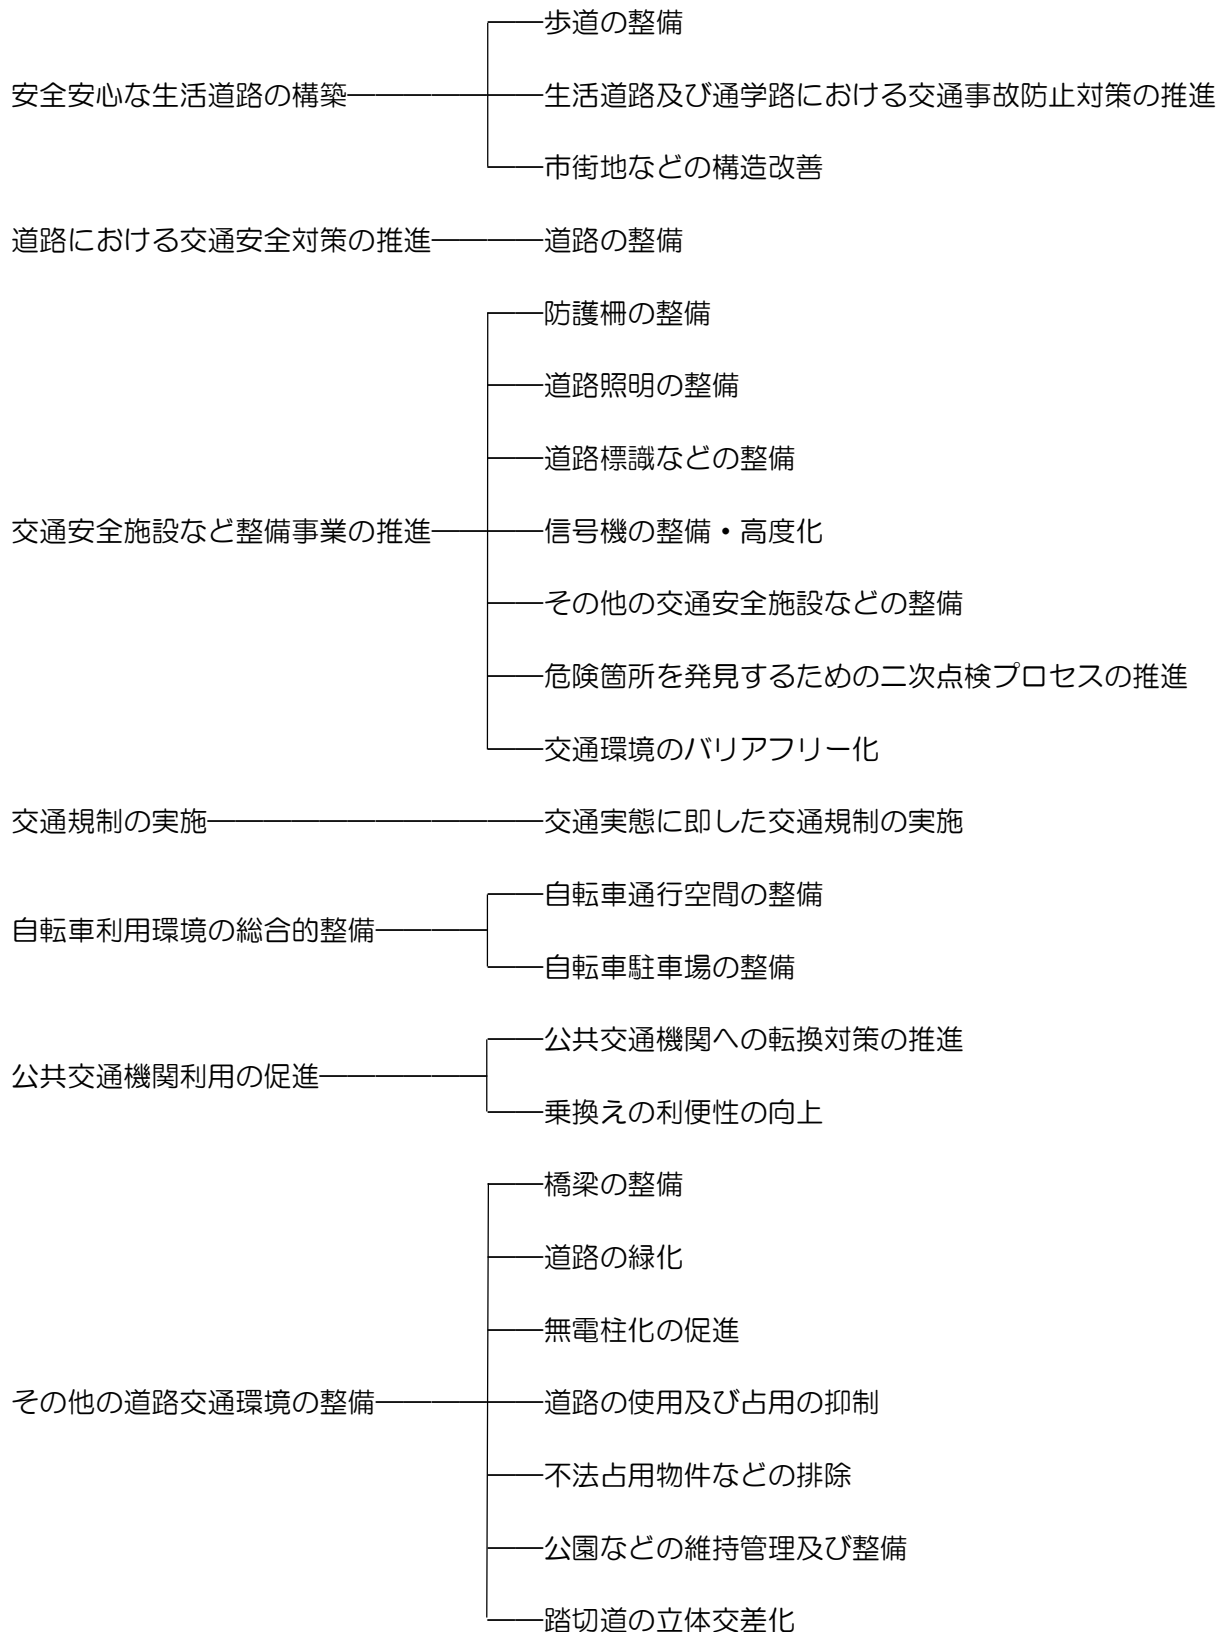 歩道の整備
安全安心な生活道路の構築
生活道路及び通学路における交通事故防止対策の推進
市街地などの構造改善
道路における交通安全対策の推進
道路の整備
防護柵の整備
道路照明の整備
道路標識などの整備
交通安全施設など整備事業の推進
信号機の整備・高度化
その他の交通安全施設などの整備
危険箇所を発見するための二次点検プロセスの推進
交通環境のバリアフリー化
交通規制の実施
交通実態に即した交通規制の実施
自転車通行空間の整備
自転車利用環境の総合的整備
自転車駐車場の整備
公共交通機関への転換対策の推進
公共交通機関利用の促進
乗換えの利便性の向上
橋梁の整備
道路の緑化
無電柱化の促進
その他の道路交通環境の整備
道路の使用及び占用の抑制
不法占用物件などの排除
公園などの維持管理及び整備
踏切道の立体交差化